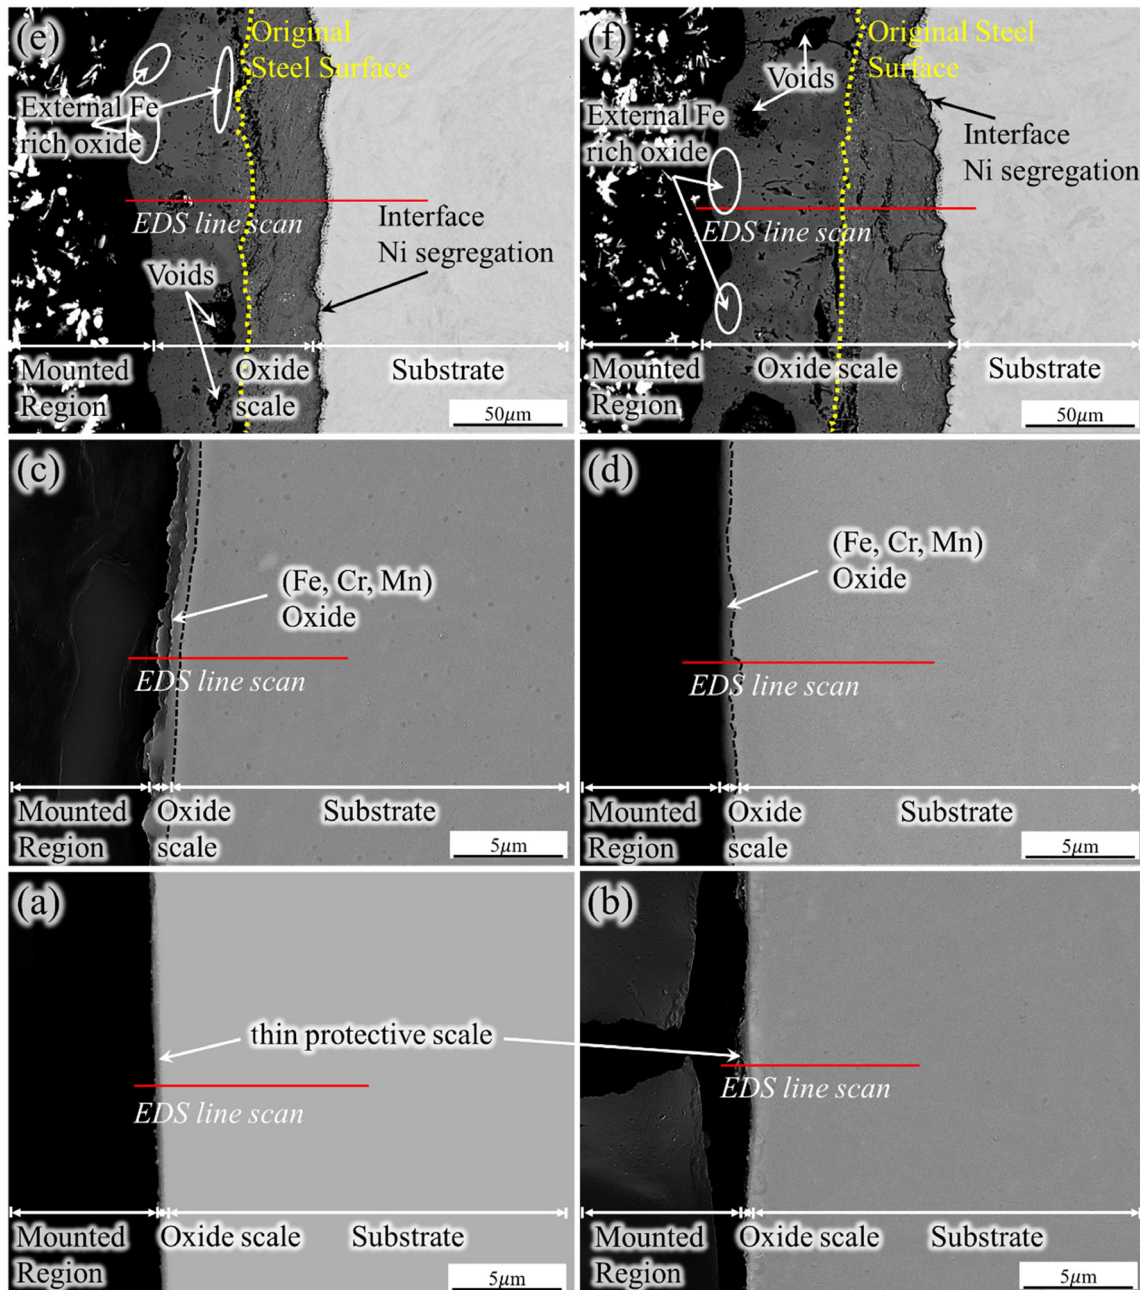 (e)
Original
Steel Surface
External Fe
rich oxide
EDS line scan
Interface
Ni segregation
Voids
Mounted
Region
Oxide
scale
Substrate
50μm
(f)
Original Steel
Surface
Voids
External Fe
rich oxide
Interface
Ni segregation
EDS line scan
Mounted
Region
Oxide scale
Substrate
50μm
(c)
(Fe, Cr, Mn)
Oxide
EDS line scan
Mounted
Region
Oxide
scale
Substrate
5μm
(d)
(Fe, Cr, Mn)
Oxide
EDS line scan
Mounted
Region
Oxide
scale
Substrate
5μm
(a)
thin protective scale
EDS line scan
Mounted
Region
Oxide scale
Substrate
5μm
(b)
EDS line scan
Mounted
Region
Oxide scale
Substrate
5μm